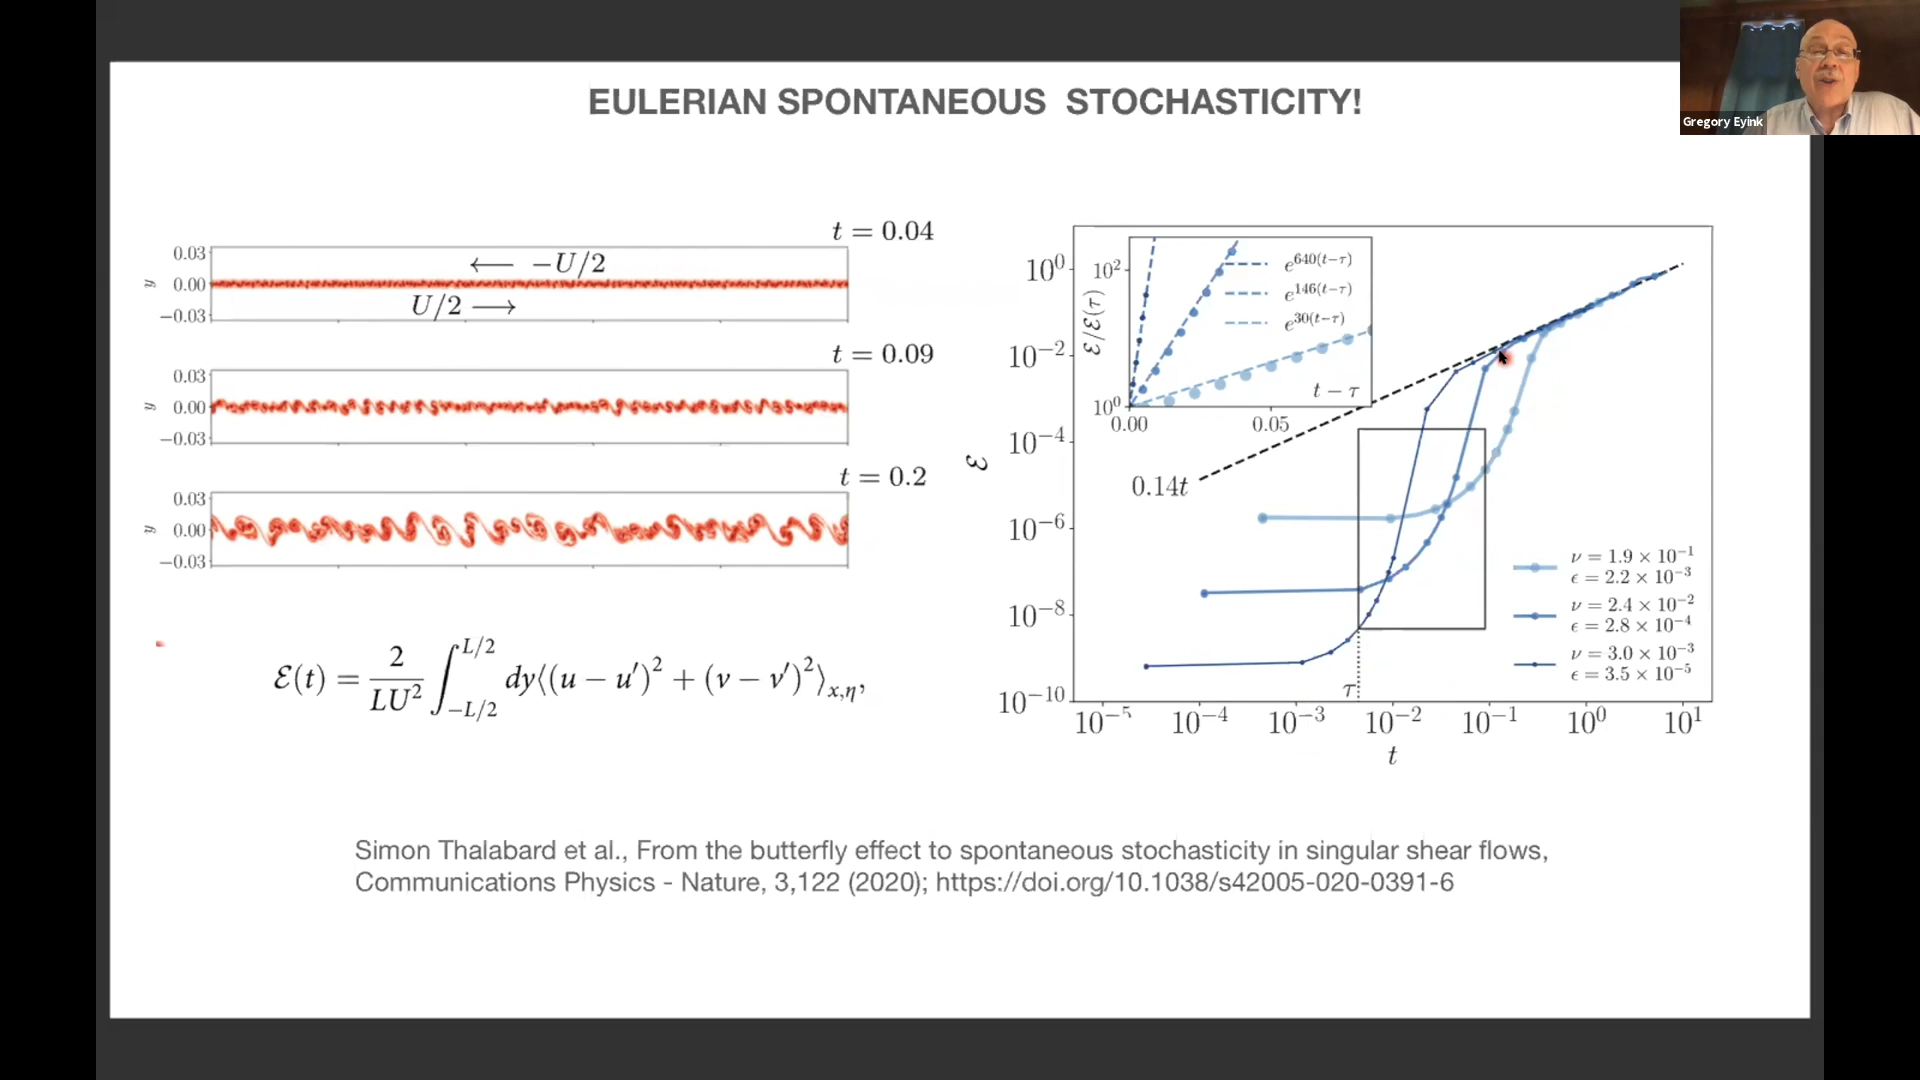 EULERIAN SPONTANEOUS STOCHASTICITY!
Gregory Eyink
t = 0.04
0.03
y 0.00
−0.03
⟵ −U/2
U/2 ⟶
t = 0.09
0.03
y 0.00
−0.03
t = 0.2
0.03
y 0.00
−0.03
ℰ(t) = 2/(LU²) ∫_{−L/2}^{L/2} dy⟨(u − u′)² + (v − v′)²⟩_{x,η},
ℰ
10⁰
10⁻²
10⁻⁴
10⁻⁶
10⁻⁸
10⁻¹⁰
10⁻⁵ 10⁻⁴ 10⁻³ 10⁻² 10⁻¹ 10⁰ 10¹
t
ℰ/ℰ(τ)
10²
10⁰
0.00 0.05
t − τ
e^{640(t−τ)}
e^{146(t−τ)}
e^{30(t−τ)}
0.14t
τ
ν = 1.9 × 10⁻¹
ϵ = 2.2 × 10⁻³
ν = 2.4 × 10⁻²
ϵ = 2.8 × 10⁻⁴
ν = 3.0 × 10⁻³
ϵ = 3.5 × 10⁻⁵
Simon Thalabard et al., From the butterfly effect to spontaneous stochasticity in singular shear flows,
Communications Physics - Nature, 3,122 (2020); https://doi.org/10.1038/s42005-020-0391-6